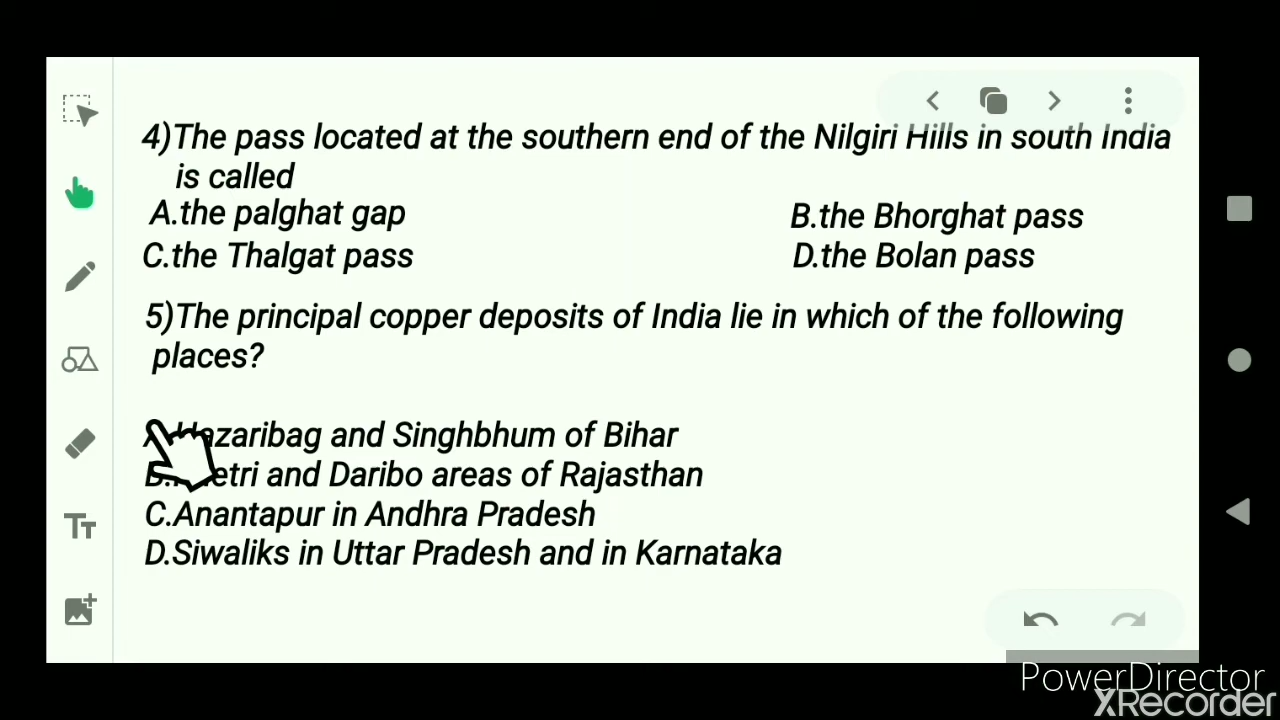 4)The pass located at the southern end of the Nilgiri Hills in south India
is called
A.the palghat gap
B.the Bhorghat pass
C.the Thalgat pass
D.the Bolan pass
5)The principal copper deposits of India lie in which of the following
places?
and Singhbhum of Bihar
and Daribo areas of Rajasthan
C.Anantapur in Andhra Pradesh
D.Siwaliks in Uttar Pradesh and in Karnataka
TT
PowerDirector
XRecorder